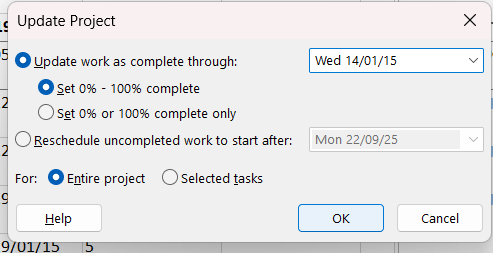 Update Project
Update work as complete through: Wed 14/01/15
Set 0% - 100% complete
Set 0% or 100% complete only
Reschedule uncompleted work to start after: Mon 22/09/25
For: Entire project Selected tasks
Help OK Cancel
9/01/15 5